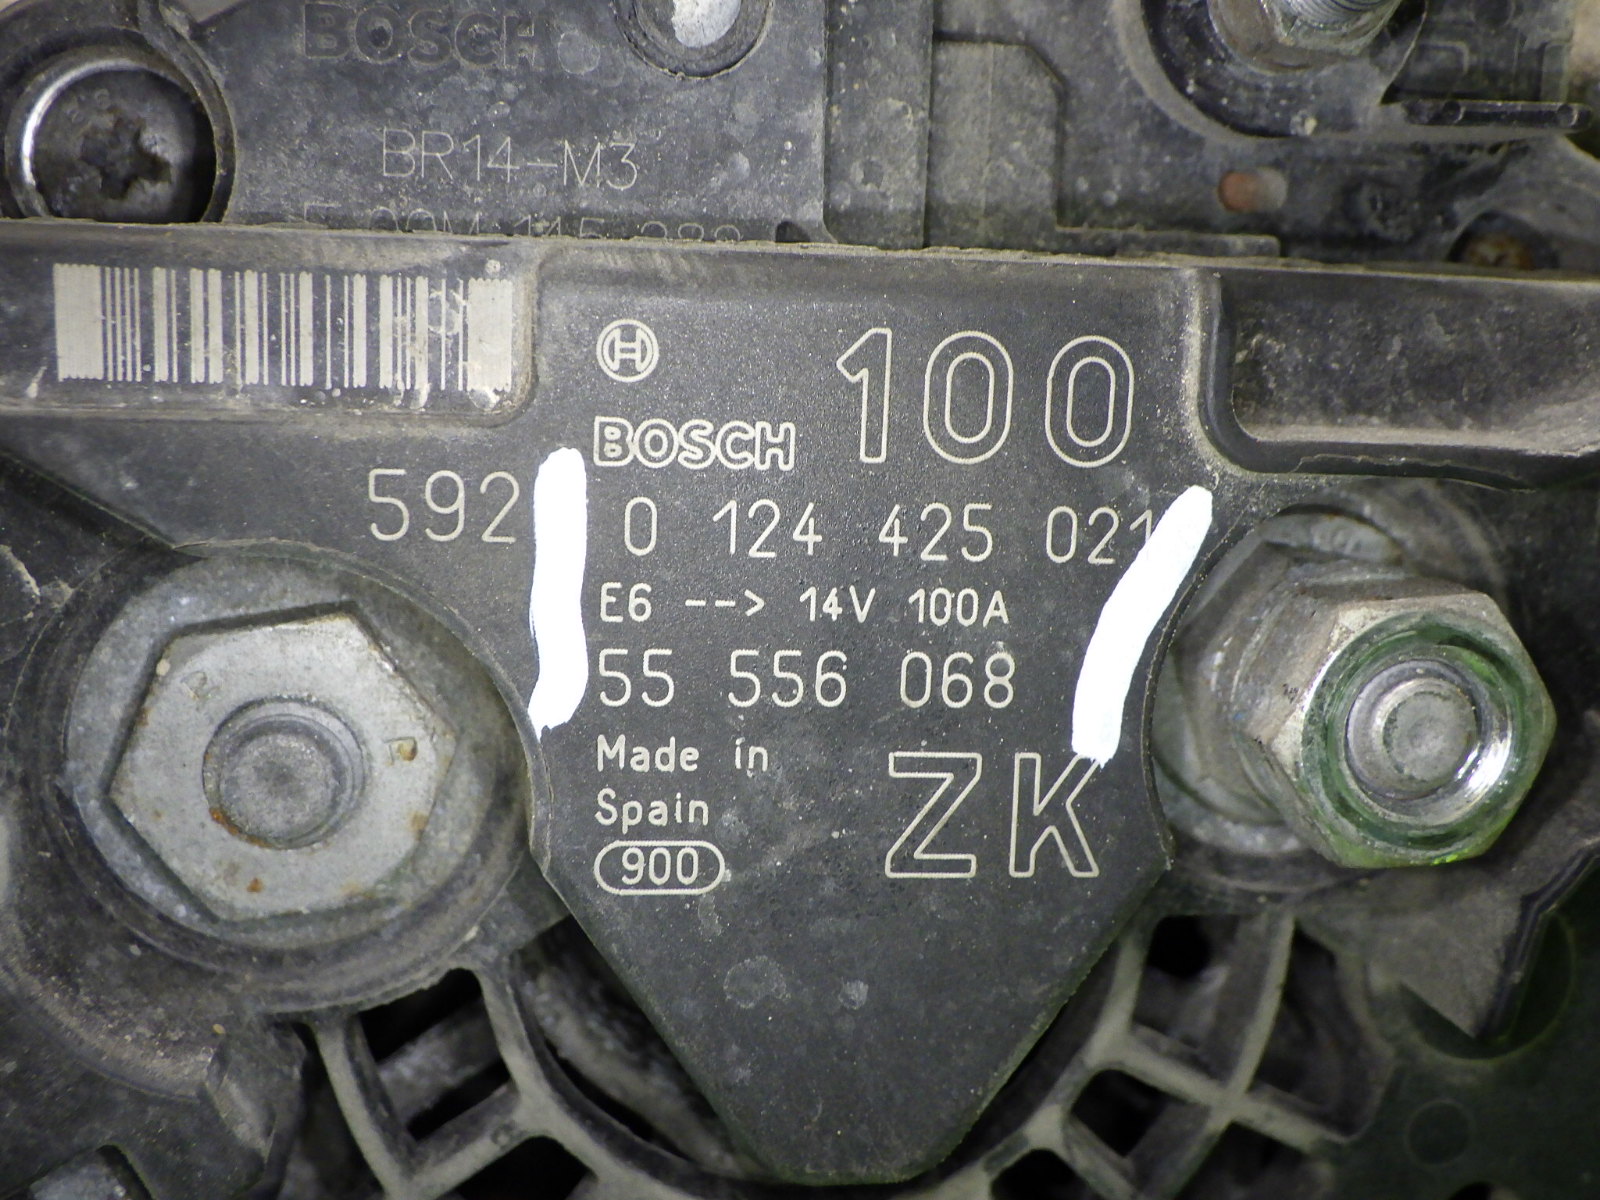 BOSCH
BR14-M3
BOSCH
100
592
0 124 425 021
E6 --> 14V 100A
55 556 068
Made in
Spain
ZK
900